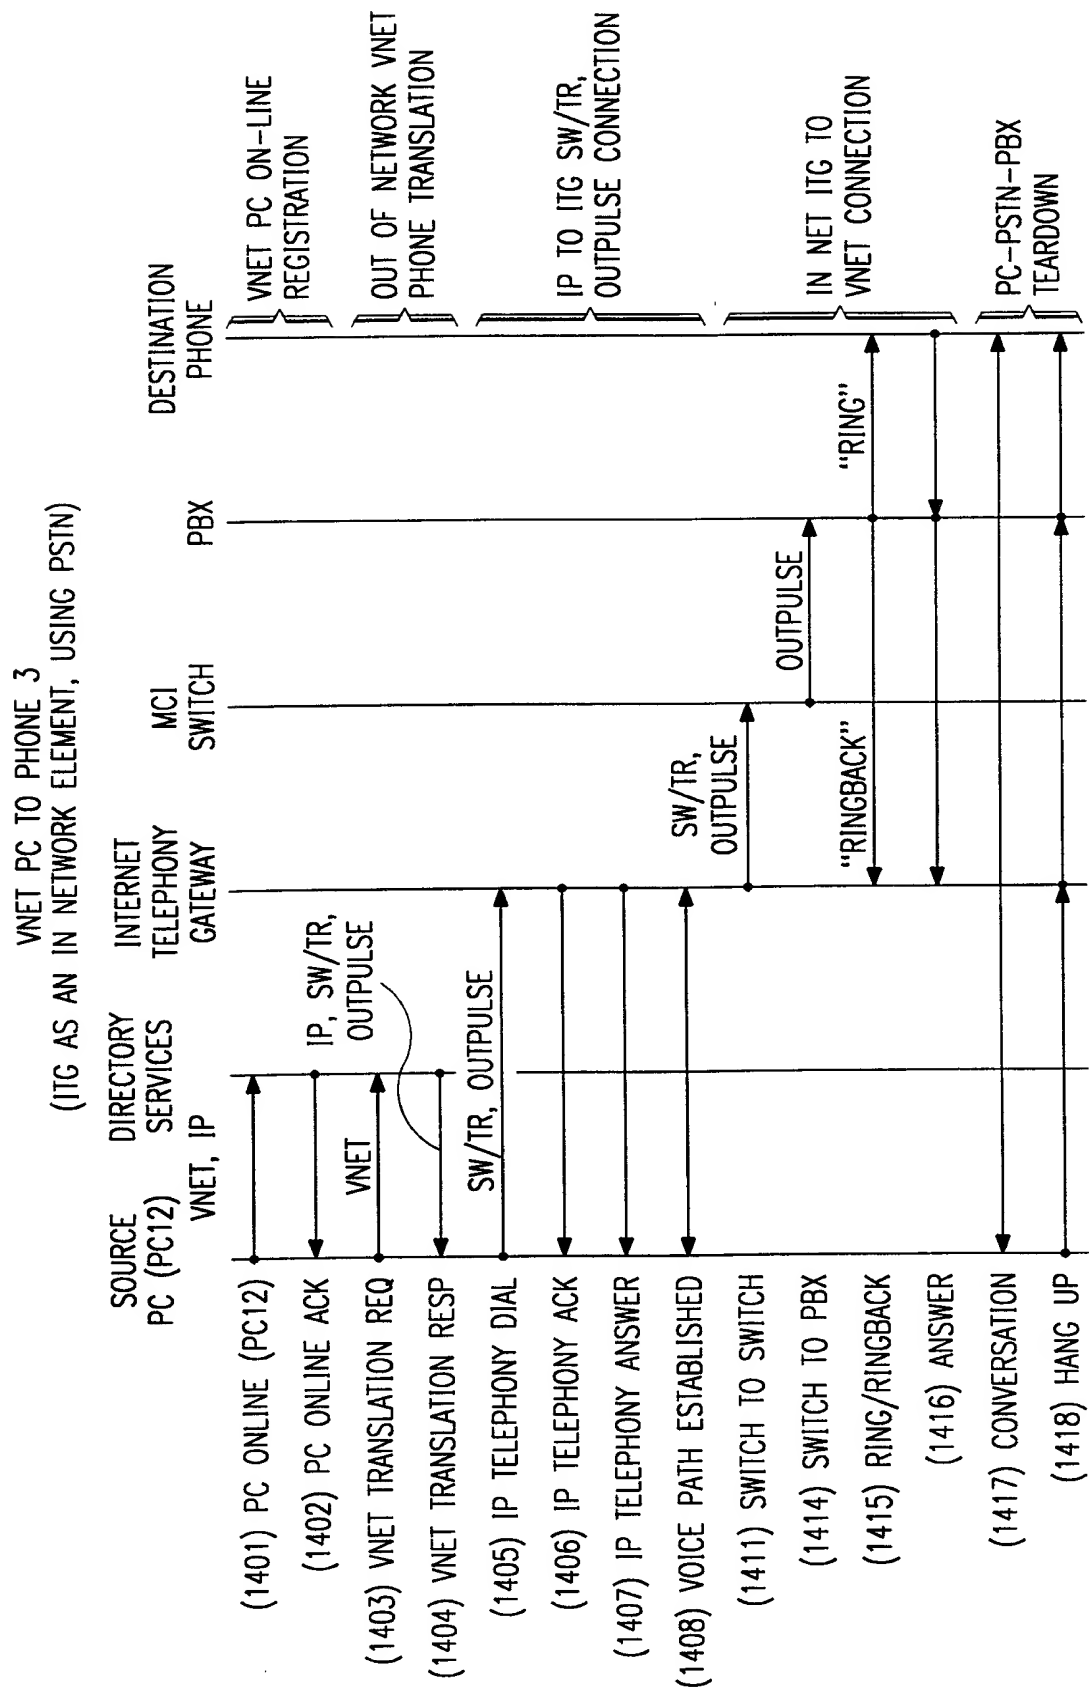 VNET PC TO PHONE 3
(ITG AS AN IN NETWORK ELEMENT, USING PSTN)
SOURCE
PC (PC12)
DIRECTORY
SERVICES
INTERNET
TELEPHONY
GATEWAY
MCI
SWITCH
PBX
DESTINATION
PHONE
VNET, IP
(1401) PC ONLINE (PC12)
(1402) PC ONLINE ACK
VNET PC ON-LINE
REGISTRATION
IP, SW/TR,
OUTPULSE
VNET
(1403) VNET TRANSLATION REQ
(1404) VNET TRANSLATION RESP
OUT OF NETWORK VNET
PHONE TRANSLATION
SW/TR, OUTPULSE
(1405) IP TELEPHONY DIAL
(1406) IP TELEPHONY ACK
(1407) IP TELEPHONY ANSWER
(1408) VOICE PATH ESTABLISHED
IP TO ITG SW/TR,
OUTPULSE CONNECTION
SW/TR,
OUTPULSE
(1411) SWITCH TO SWITCH
OUTPULSE
(1414) SWITCH TO PBX
"RINGBACK"
"RING"
(1415) RING/RINGBACK
(1416) ANSWER
IN NET ITG TO
VNET CONNECTION
(1417) CONVERSATION
(1418) HANG UP
PC-PSTN-PBX
TEARDOWN